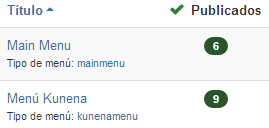 Título Publicados
Main Menu 6
Tipo de menú: mainmenu
Menú Kunena 9
Tipo de menú: kunenamenu